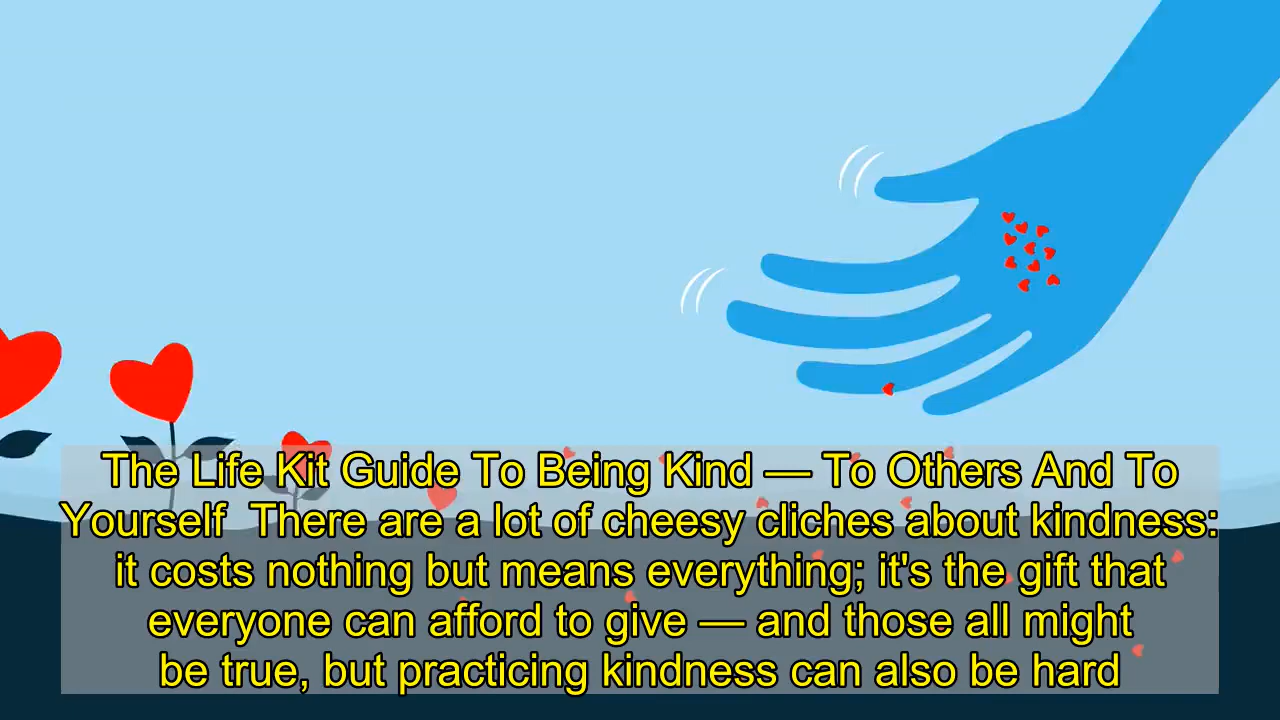 The Life Kit Guide To Being Kind — To Others And To
Yourself  There are a lot of cheesy cliches about kindness:
it costs nothing but means everything; it's the gift that
everyone can afford to give — and those all might
be true, but practicing kindness can also be hard